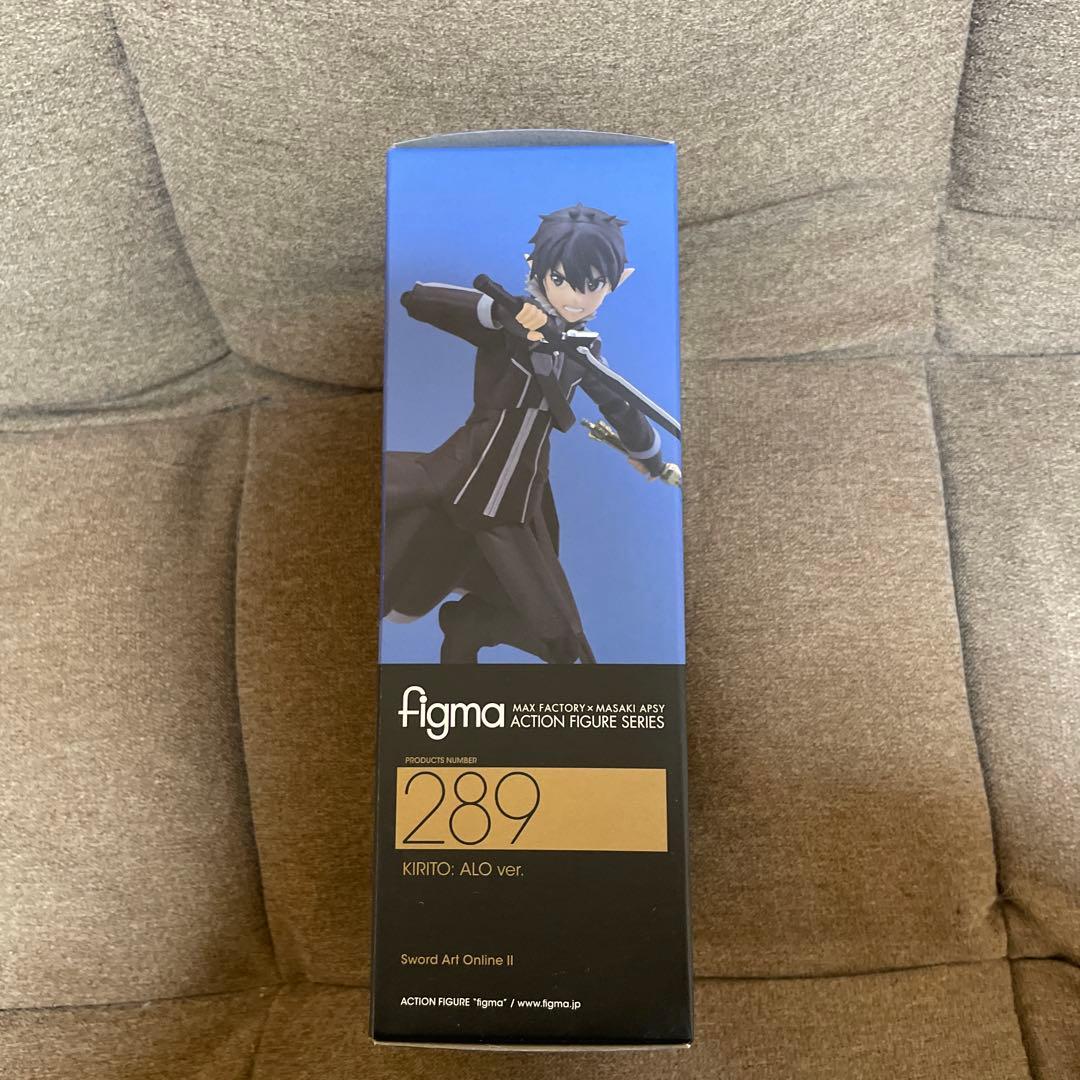 figma
MAX FACTORY × MASAKI APSY
ACTION FIGURE SERIES
PRODUCTS NUMBER
289
KIRITO: ALO ver.
Sword Art Online II
ACTION FIGURE "figma" / www.figma.jp